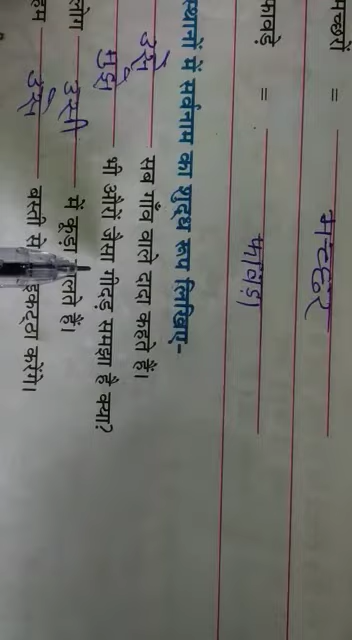 मच्छरों = मच्छर
फावड़े = फावड़ा
स्थानों में सर्वनाम का शुद्ध रूप लिखिए-
उसे सब गाँव वाले दादा कहते हैं।
मुझे भी औरों जैसा गीदड़ समझा है क्या?
लोग उसी में कूड़ा डालते हैं।
हम उसे बस्ती से इकट्ठा करेंगे।